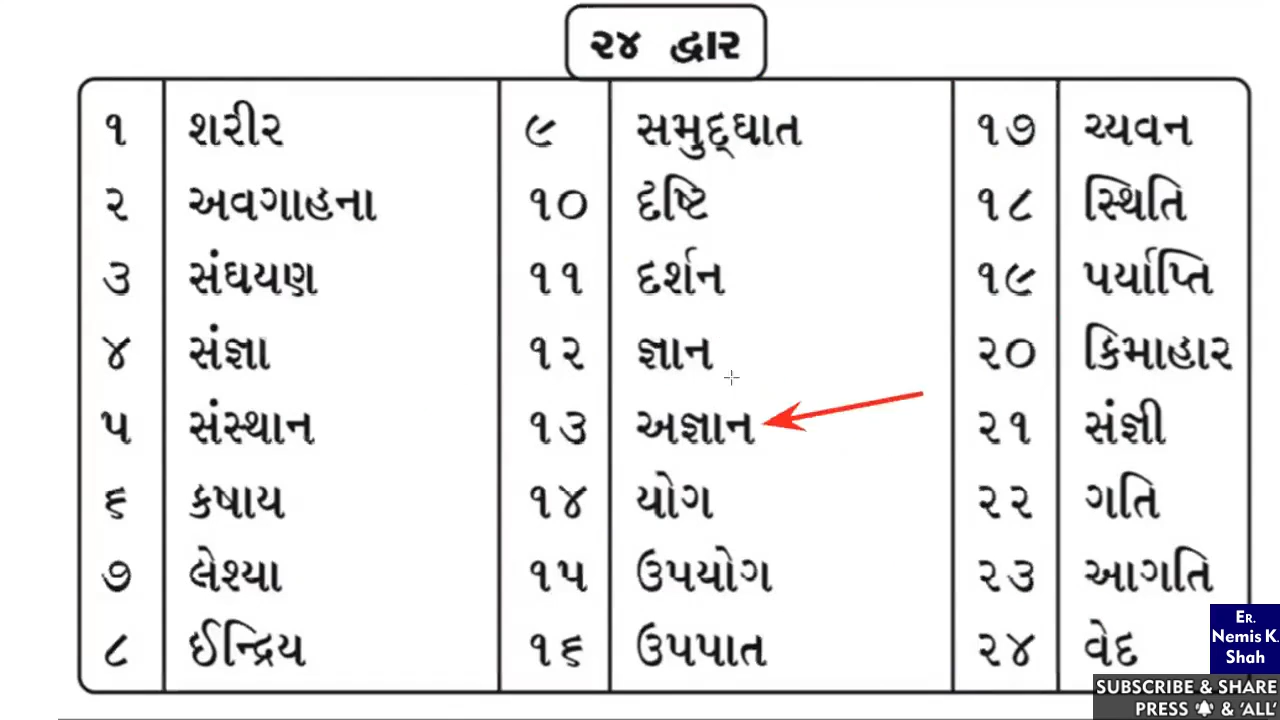 ૨૪ દ્વાર
૧ શરીર ૯ સમુદ્ઘાત ૧૭ ચ્યવન
૨ અવગાહના ૧૦ દૃષ્ટિ ૧૮ સ્થિતિ
૩ સંઘયણ ૧૧ દર્શન ૧૯ પર્યાપ્તિ
૪ સંજ્ઞા ૧૨ જ્ઞાન ૨૦ કિમાહાર
૫ સંસ્થાન ૧૩ અજ્ઞાન ૨૧ સંજ્ઞી
૬ કષાય ૧૪ યોગ ૨૨ ગતિ
૭ લેશ્યા ૧૫ ઉપયોગ ૨૩ આગતિ
૮ ઈન્દ્રિય ૧૬ ઉપપાત ૨૪ વેદ
ER.
Nemis K.
Shah
SUBSCRIBE & SHARE
PRESS & ‘ALL’